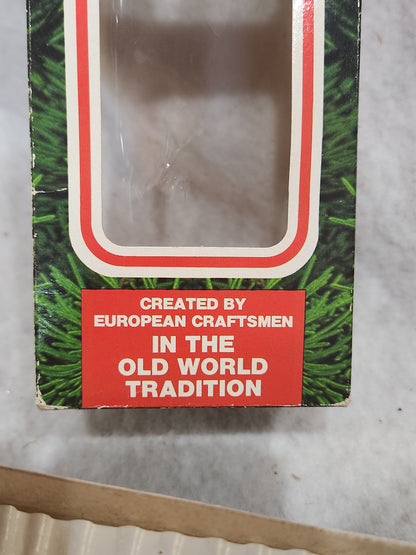 CREATED BY
EUROPEAN CRAFTSMEN
IN THE
OLD WORLD
TRADITION